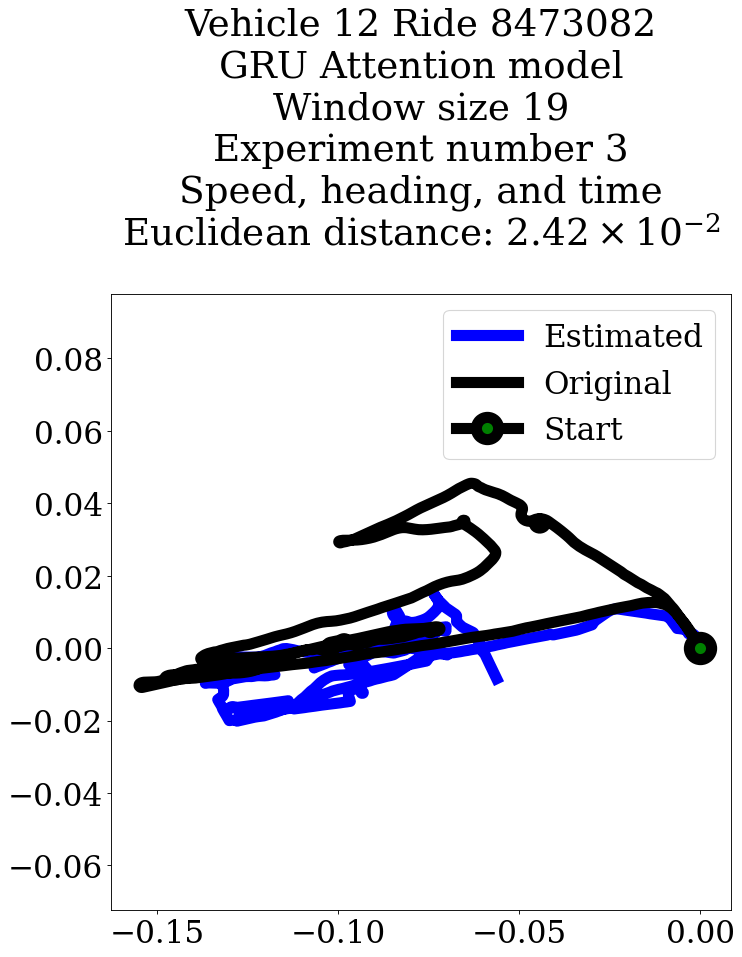 Vehicle 12 Ride 8473082
GRU Attention model
Window size 19
Experiment number 3
Speed, heading, and time
Euclidean distance: 2.42 × 10⁻²
Estimated
Original
Start
0.08
0.06
0.04
0.02
0.00
−0.02
−0.04
−0.06
−0.15
−0.10
−0.05
0.00